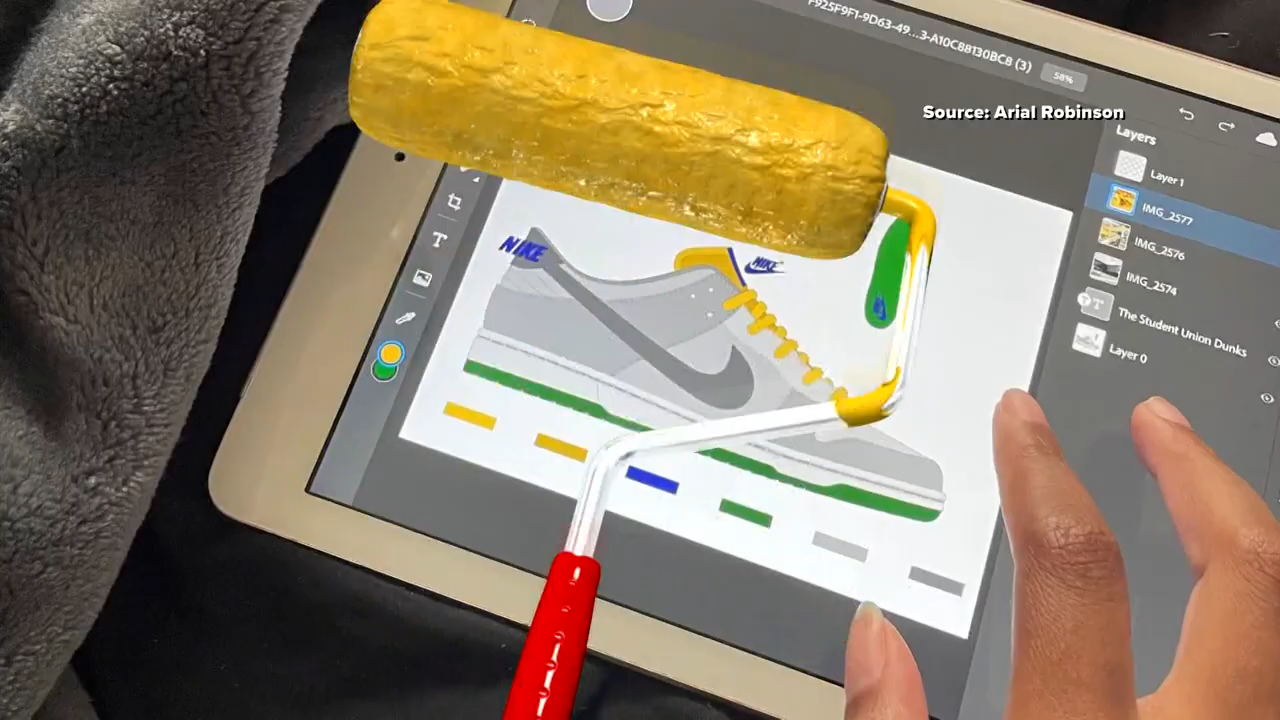 F925F9F1-9D63-49...3-A10C88130BC8 (3)
58%
Source: Arial Robinson
Layers
Layer 1
IMG_2577
IMG_2576
IMG_2574
T
The Student Union Dunks
Layer 0
T
NIKE
NIKE